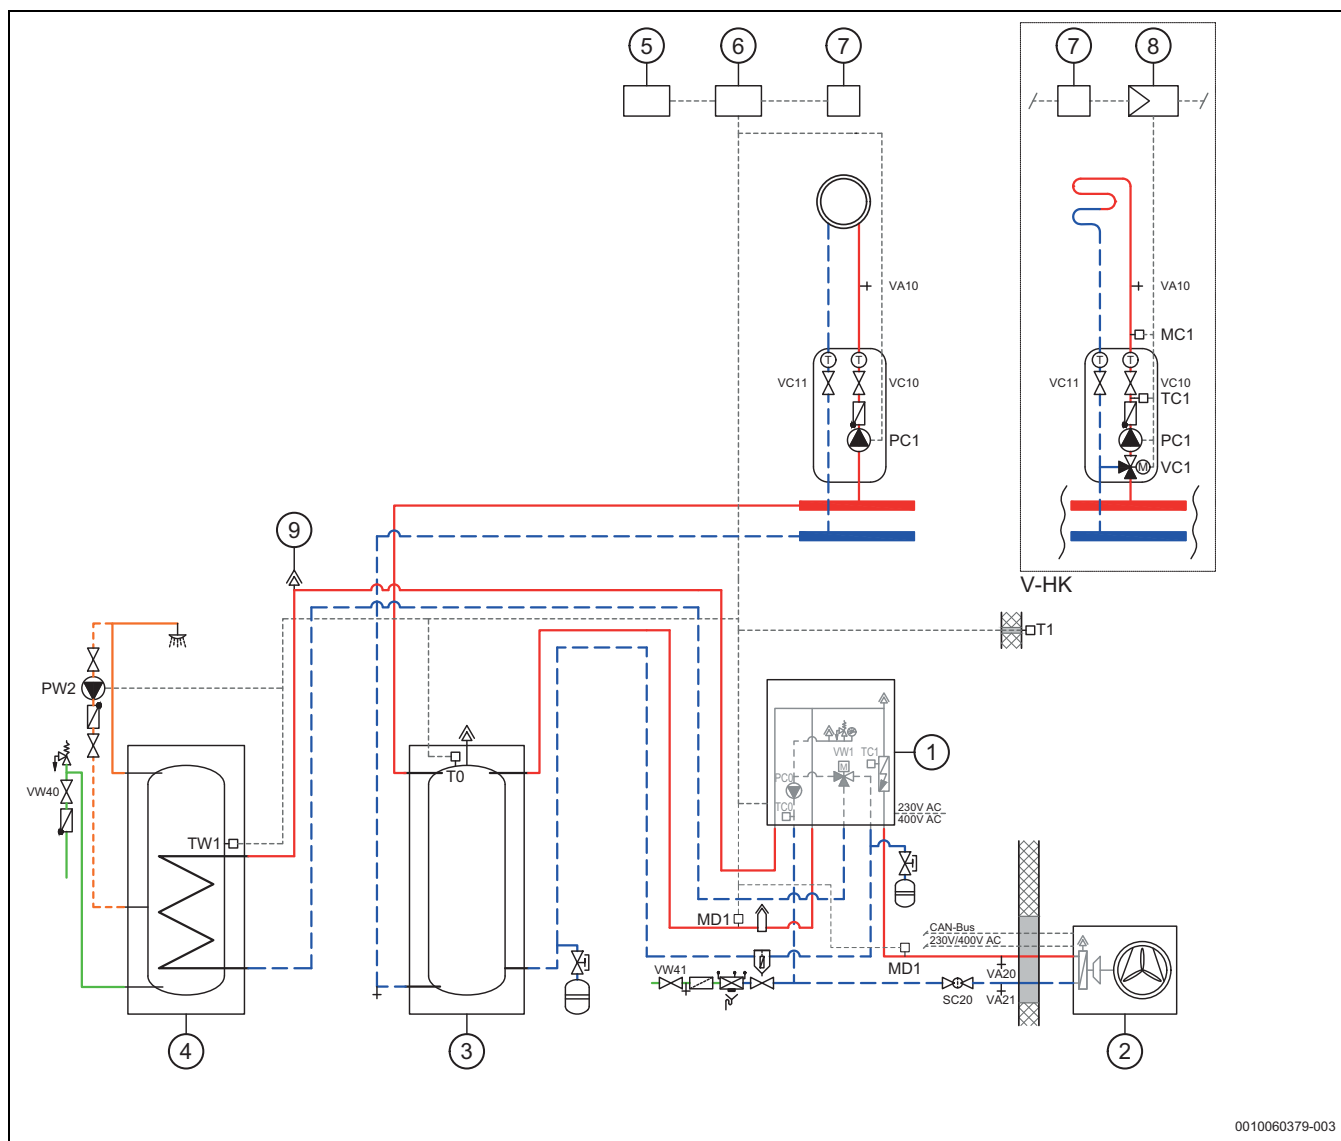 5 6 7 7 8
VA10 VA10
MC1
T T T T
VC11 VC10 VC11 VC10
TC1
PC1 PC1
M VC1
9
V-HK
T1
PW2
VW1 TC1 1
M
T0 PC0
VW40 TC0 230V AC
400V AC
TW1
MD1 CAN-Bus
230V/400V AC
VW41 MD1 VA20
SC20 VA21
4 3 2
0010060379-003